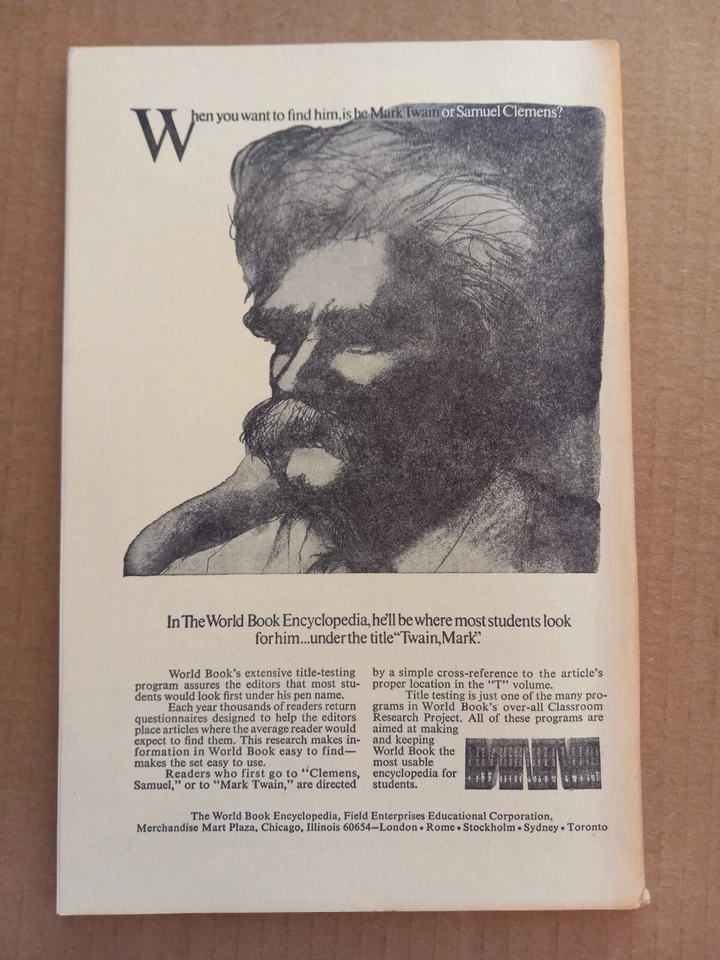 When you want to find him, is he Mark Twain or Samuel Clemens?
In The World Book Encyclopedia, he'll be where most students look
for him...under the title "Twain, Mark".
World Book's extensive title-testing
program assures the editors that most stu-
dents would look first under his pen name.
Each year thousands of readers return
questionnaires designed to help the editors
place articles where the average reader would
expect to find them. This research makes in-
formation in World Book easy to find—
makes the set easy to use.
Readers who first go to "Clemens,
Samuel," or to "Mark Twain," are directed
by a simple cross-reference to the article's
proper location in the "T" volume.
Title testing is just one of the many pro-
grams in World Book's over-all Classroom
Research Project. All of these programs are
aimed at making
and keeping
World Book the
most usable
encyclopedia for
students.
The World Book Encyclopedia, Field Enterprises Educational Corporation,
Merchandise Mart Plaza, Chicago, Illinois 60654—London • Rome • Stockholm • Sydney • Toronto